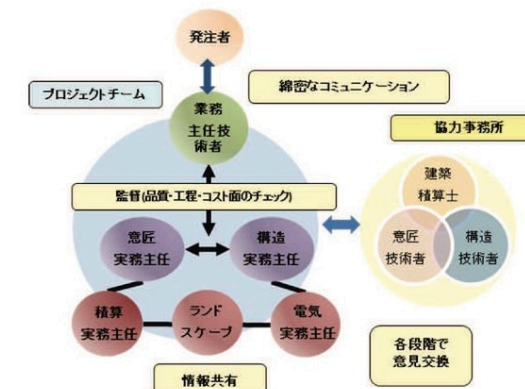 発注者
プロジェクトチーム
綿密なコミュニケーション
業務
主任技
術者
協力事務所
建築
積算士
監督(品質・工程・コスト面のチェック)
意匠
実務主任
構造
実務主任
意匠
技術者
構造
技術者
積算
実務主任
ランド
スケープ
電気
実務主任
各段階で
意見交換
情報共有